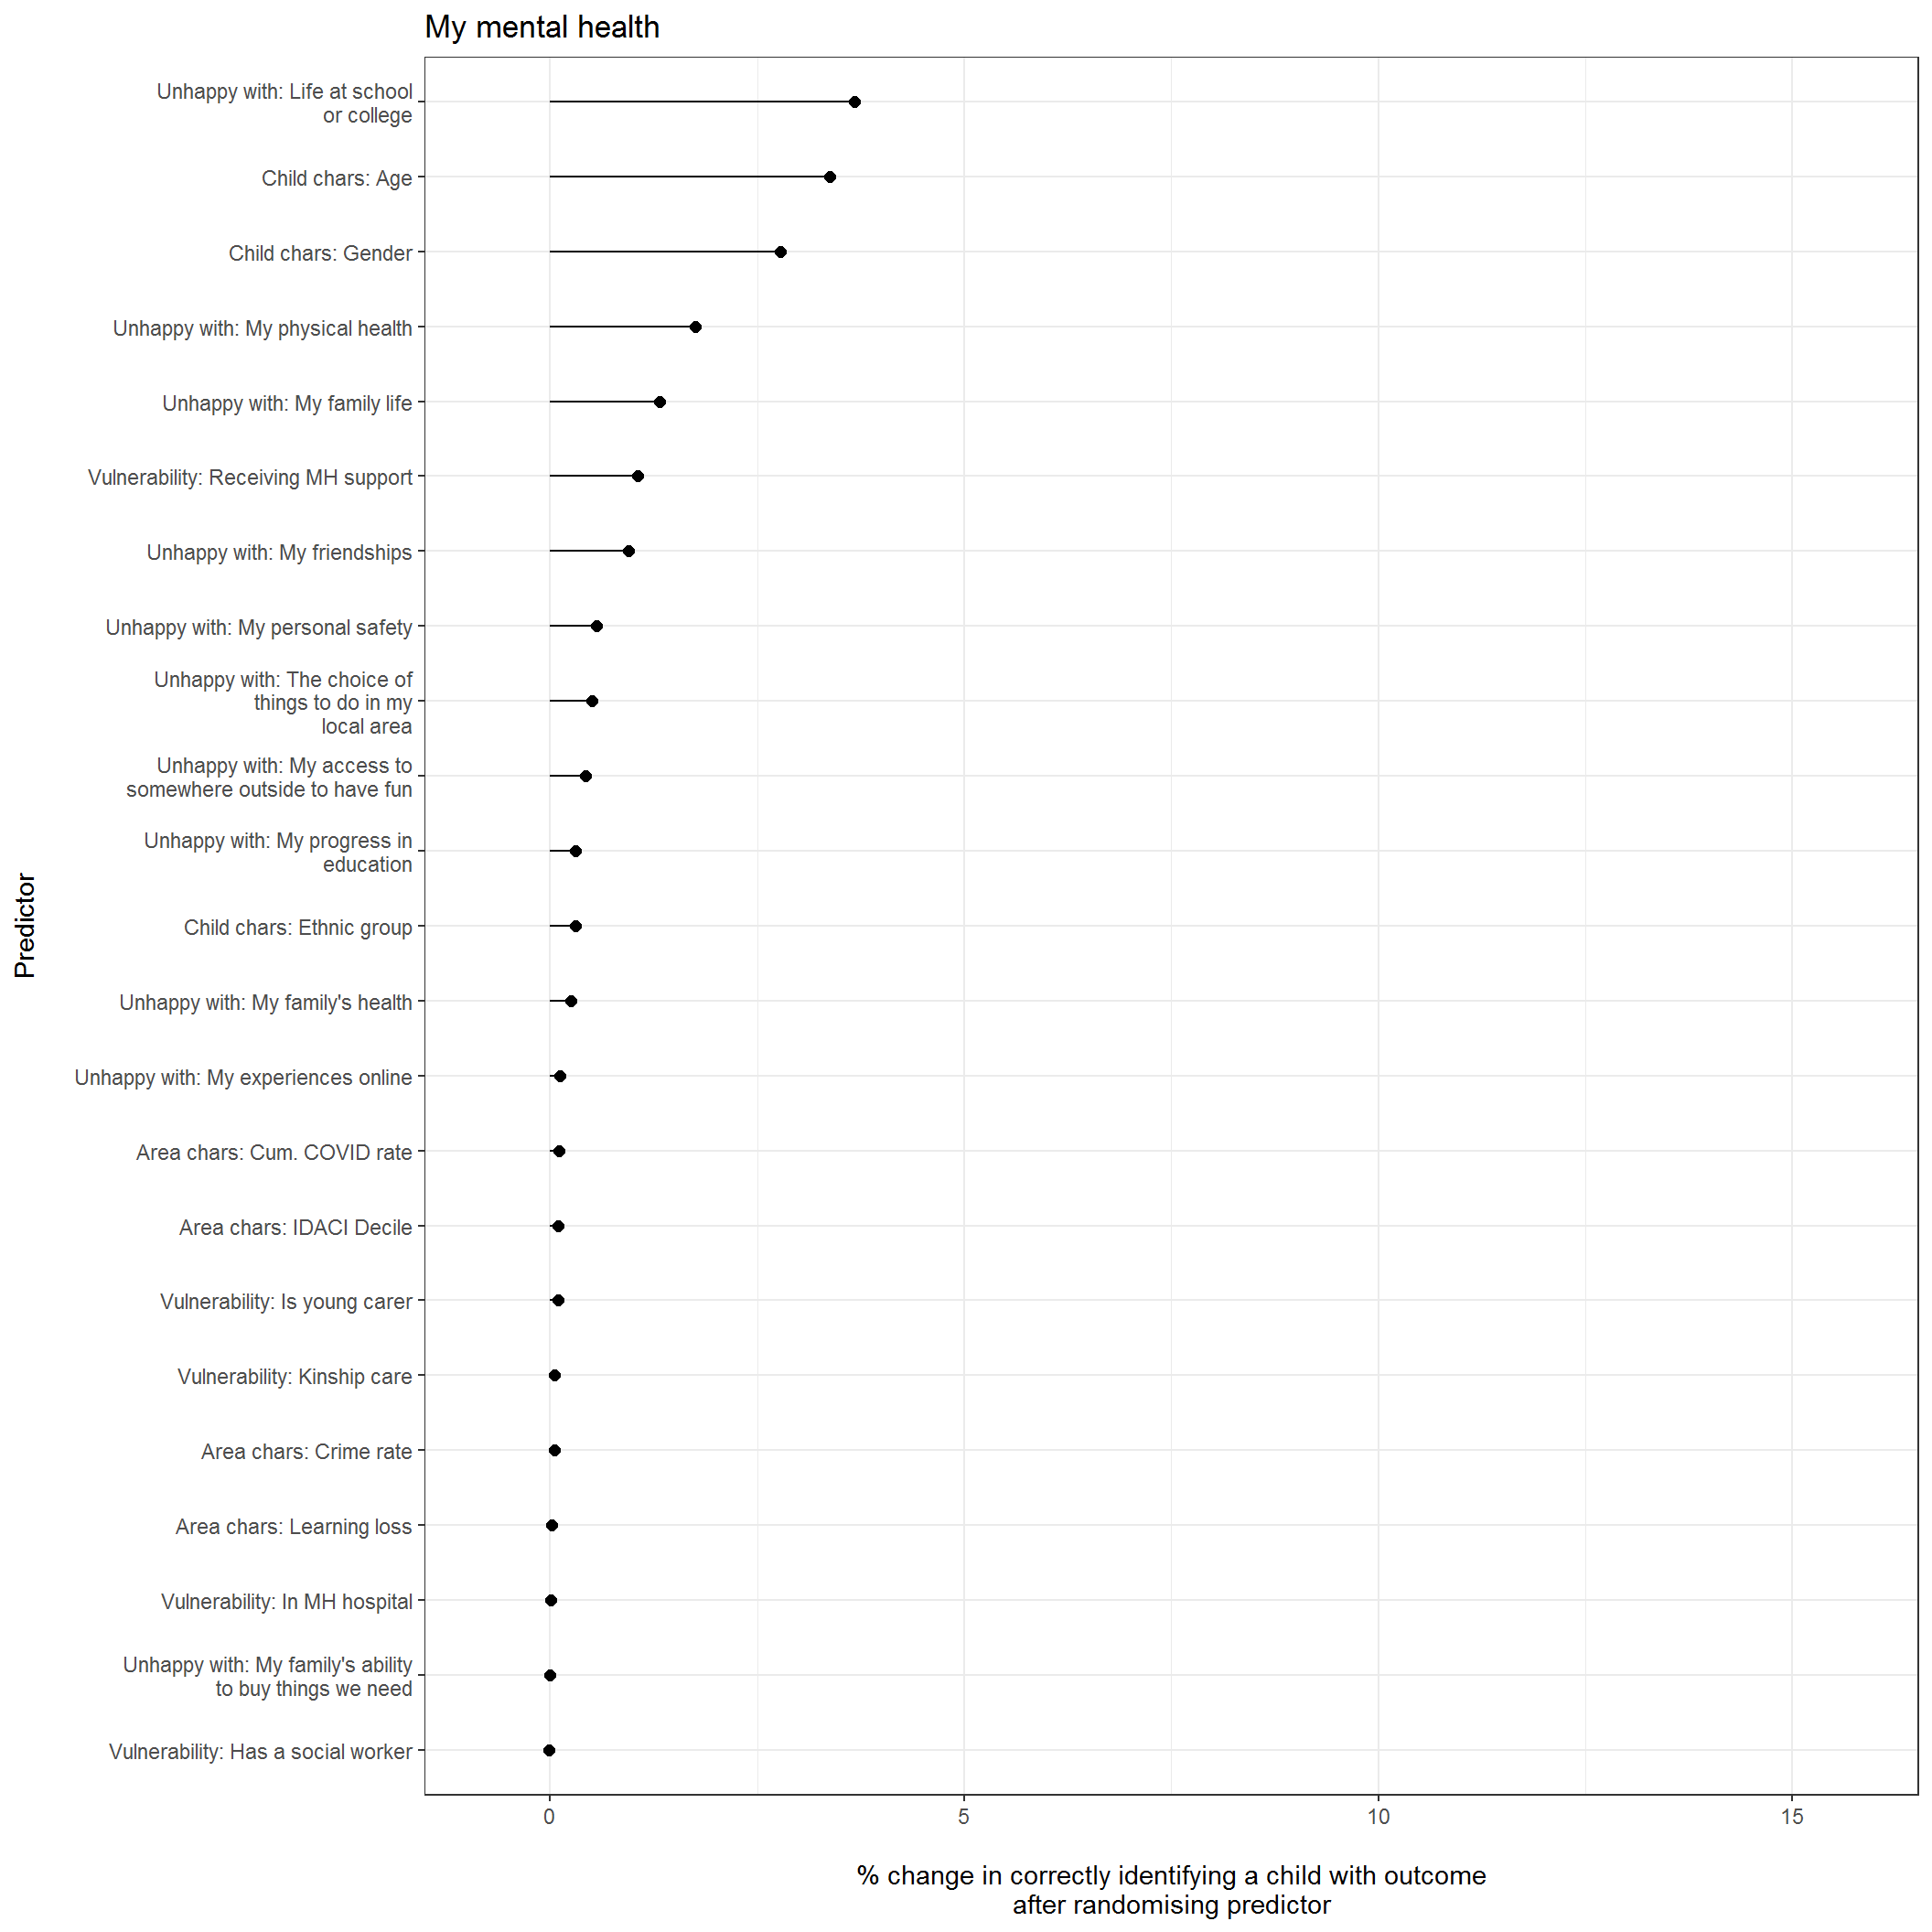 My mental health
Unhappy with: Life at school
or college
Child chars: Age
Child chars: Gender
Unhappy with: My physical health
Unhappy with: My family life
Vulnerability: Receiving MH support
Unhappy with: My friendships
Unhappy with: My personal safety
Unhappy with: The choice of
things to do in my
local area
Unhappy with: My access to
somewhere outside to have fun
Unhappy with: My progress in
education
Child chars: Ethnic group
Unhappy with: My family's health
Unhappy with: My experiences online
Area chars: Cum. COVID rate
Area chars: IDACI Decile
Vulnerability: Is young carer
Vulnerability: Kinship care
Area chars: Crime rate
Area chars: Learning loss
Vulnerability: In MH hospital
Unhappy with: My family's ability
to buy things we need
Vulnerability: Has a social worker
Predictor
0 5 10 15
% change in correctly identifying a child with outcome
after randomising predictor